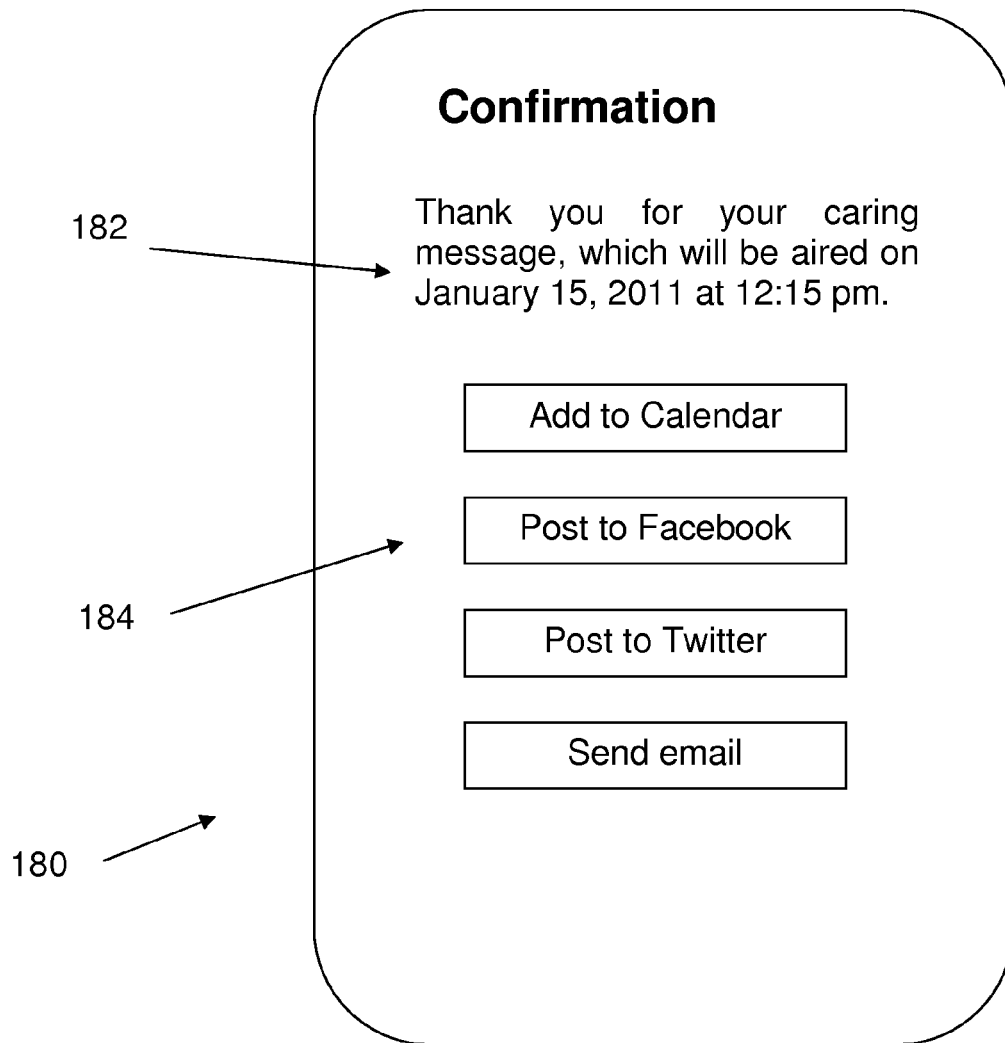 Confirmation
182
Thank you for your caring
message, which will be aired on
January 15, 2011 at 12:15 pm.
Add to Calendar
Post to Facebook
184
Post to Twitter
Send email
180